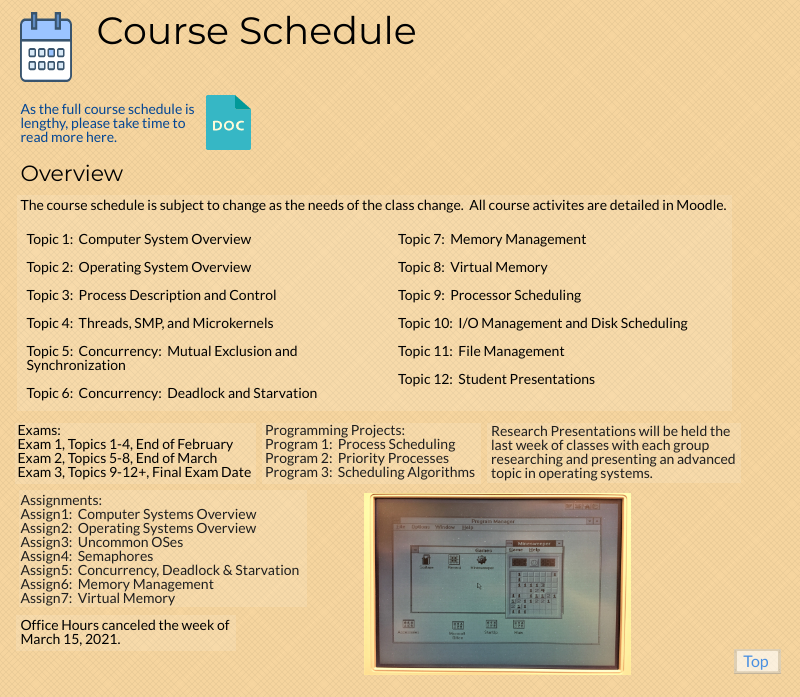 Course Schedule
As the full course schedule is
lengthy, please take time to
read more here.
DOC
Overview
The course schedule is subject to change as the needs of the class change.  All course activites are detailed in Moodle.
Topic 1:  Computer System Overview
Topic 2:  Operating System Overview
Topic 3:  Process Description and Control
Topic 4:  Threads, SMP, and Microkernels
Topic 5:  Concurrency:  Mutual Exclusion and
Synchronization
Topic 6:  Concurrency:  Deadlock and Starvation
Topic 7:  Memory Management
Topic 8:  Virtual Memory
Topic 9:  Processor Scheduling
Topic 10:  I/O Management and Disk Scheduling
Topic 11:  File Management
Topic 12:  Student Presentations
Exams:
Exam 1, Topics 1-4, End of February
Exam 2, Topics 5-8, End of March
Exam 3, Topics 9-12+, Final Exam Date
Programming Projects:
Program 1:  Process Scheduling
Program 2:  Priority Processes
Program 3:  Scheduling Algorithms
Research Presentations will be held the
last week of classes with each group
researching and presenting an advanced
topic in operating systems.
Assignments:
Assign1:  Computer Systems Overview
Assign2:  Operating Systems Overview
Assign3:  Uncommon OSes
Assign4:  Semaphores
Assign5:  Concurrency, Deadlock & Starvation
Assign6:  Memory Management
Assign7:  Virtual Memory
Office Hours canceled the week of
March 15, 2021.
Program Manager
Window Help
Games
Minesweeper
Game Help
Minesweeper
Top